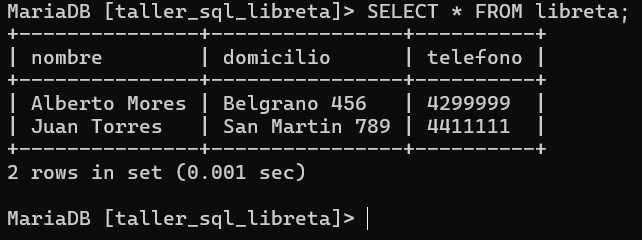 MariaDB [taller_sql_libreta]> SELECT * FROM libreta;
+---------------+----------------+----------+
| nombre        | domicilio      | telefono |
+---------------+----------------+----------+
| Alberto Mores | Belgrano 456   | 4299999  |
| Juan Torres   | San Martin 789 | 4411111  |
+---------------+----------------+----------+
2 rows in set (0.001 sec)

MariaDB [taller_sql_libreta]>